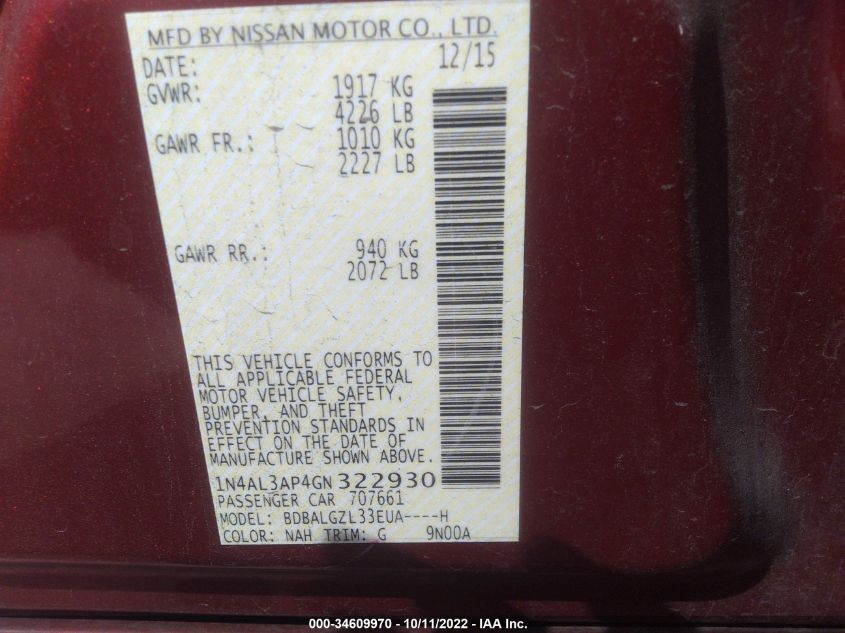 MFD BY NISSAN MOTOR CO., LTD.
DATE: 12/15
GVWR: 1917 KG
4226 LB
GAWR FR.: 1010 KG
2227 LB
GAWR RR.: 940 KG
2072 LB
THIS VEHICLE CONFORMS TO
ALL APPLICABLE FEDERAL
MOTOR VEHICLE SAFETY,
BUMPER, AND THEFT
PREVENTION STANDARDS IN
EFFECT ON THE DATE OF
MANUFACTURE SHOWN ABOVE.
1N4AL3AP4GN322930
PASSENGER CAR 707661
MODEL: BDBALGZL33EUA----H
COLOR: NAH TRIM: G 9N00A
000-34609970 - 10/11/2022 - IAA Inc.